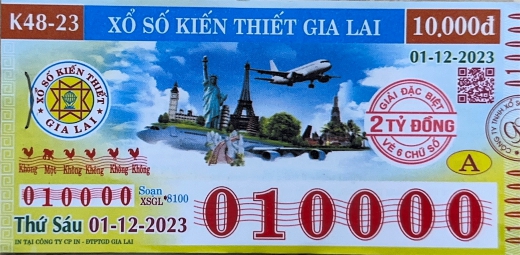 K48-23
XỔ SỐ KIẾN THIẾT GIA LAI
10,000đ
01-12-2023
XỔ SỐ KIẾN THIẾT
GIA LAI
GIẢI ĐẶC BIỆT
2 TỶ ĐỒNG
VÉ 6 CHỮ SỐ
A
Không Một Không Không Không Không
010000
Soạn
XSGL 8100
010000
Thứ Sáu 01-12-2023
IN TẠI CÔNG TY CP IN - ĐTPTGD GIA LAI